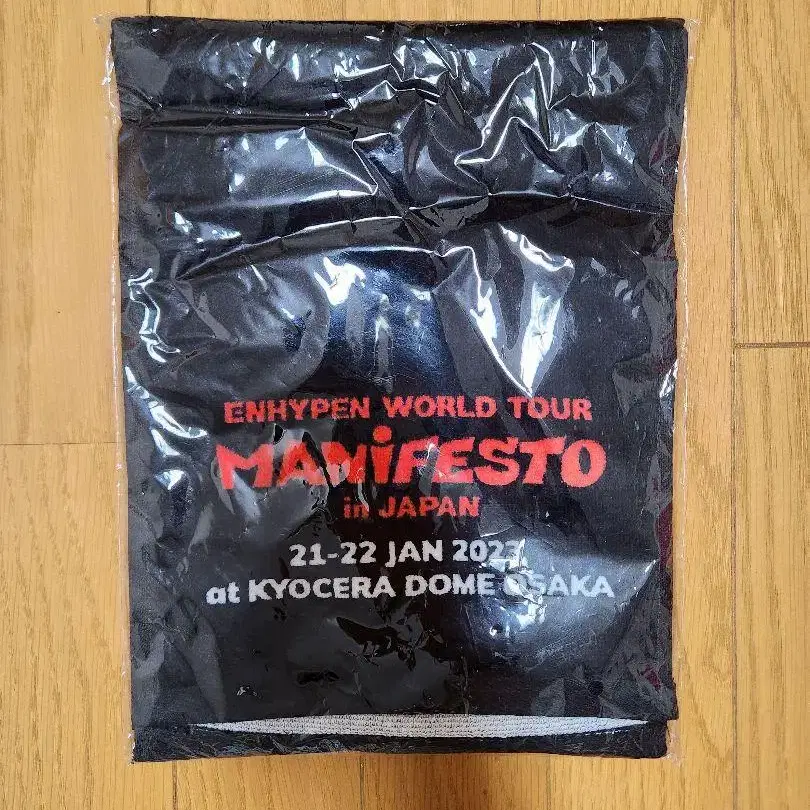 ENHYPEN WORLD TOUR
MANiFESTO
in JAPAN
21-22 JAN 2023
at KYOCERA DOME OSAKA